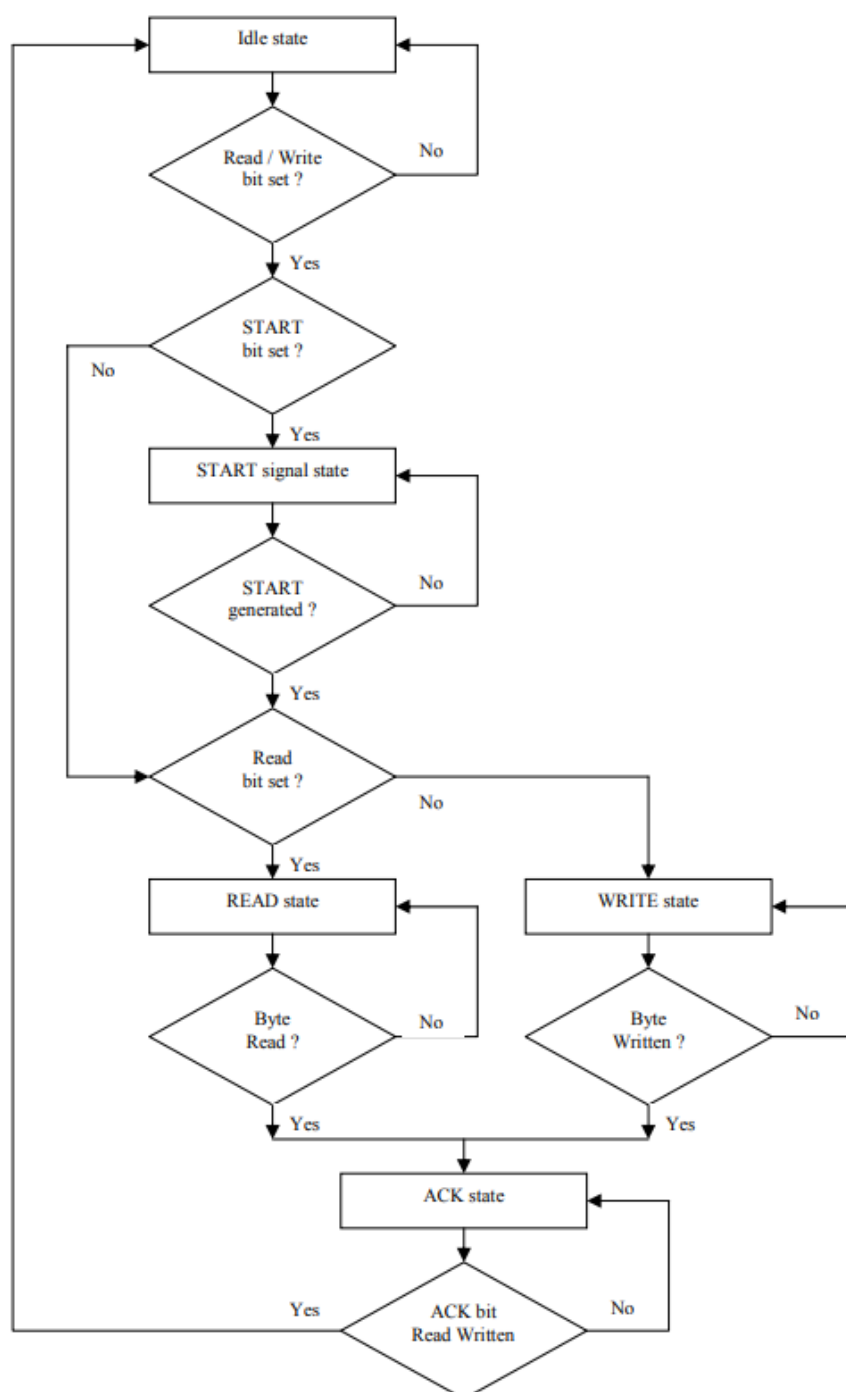 Idle state
Read / Write
bit set ?
No
Yes
START
bit set ?
No
Yes
START signal state
START
generated ?
No
Yes
Read
bit set ?
No
Yes
READ state
WRITE state
Byte
Read ?
No
Byte
Written ?
No
Yes
Yes
ACK state
Yes
ACK bit
Read Written
No